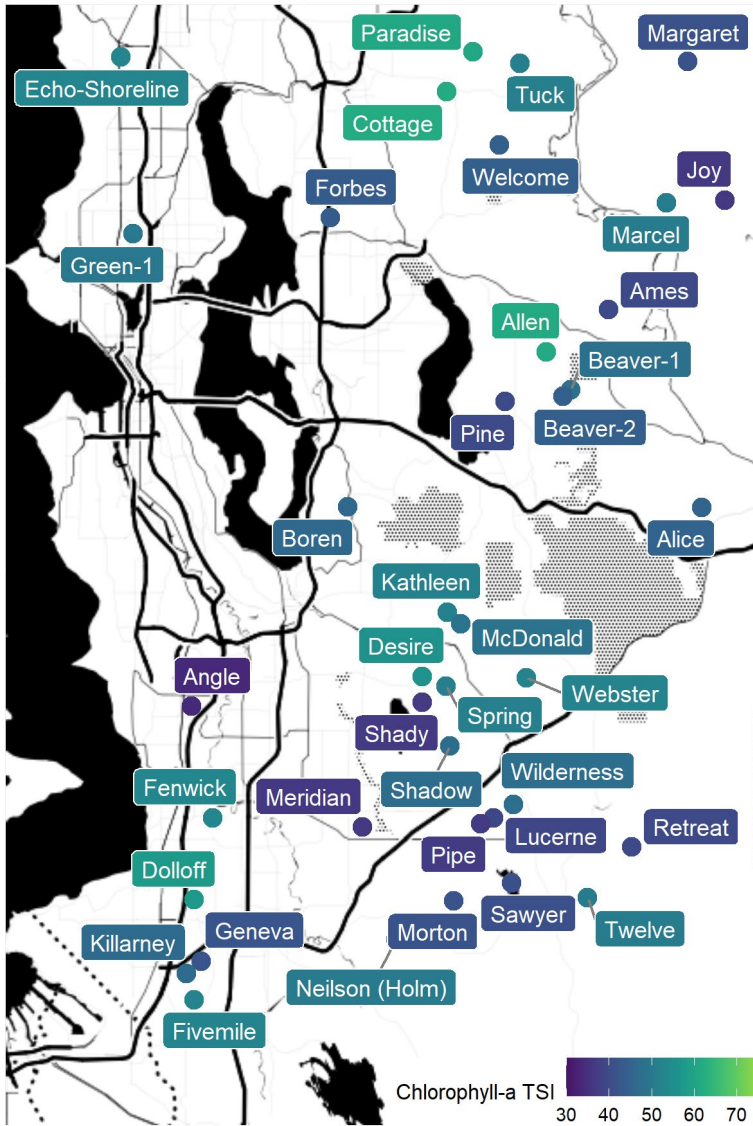 Paradise
Margaret
Echo-Shoreline
Tuck
Cottage
Welcome
Joy
Forbes
Marcel
Green-1
Ames
Allen
Beaver-1
Pine
Beaver-2
Boren
Alice
Kathleen
McDonald
Desire
Angle
Webster
Spring
Shady
Wilderness
Shadow
Fenwick
Meridian
Retreat
Lucerne
Pipe
Dolloff
Sawyer
Twelve
Geneva
Morton
Killarney
Neilson (Holm)
Fivemile
Chlorophyll-a TSI
30 40 50 60 70